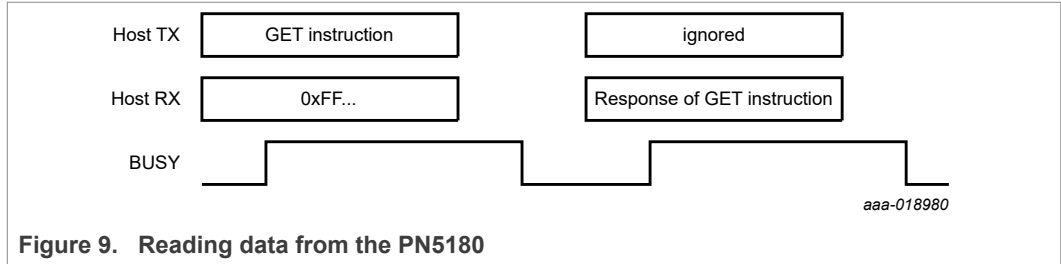 Host TX GET instruction ignored
Host RX 0xFF... Response of GET instruction
BUSY
aaa-018980
Figure 9. Reading data from the PN5180